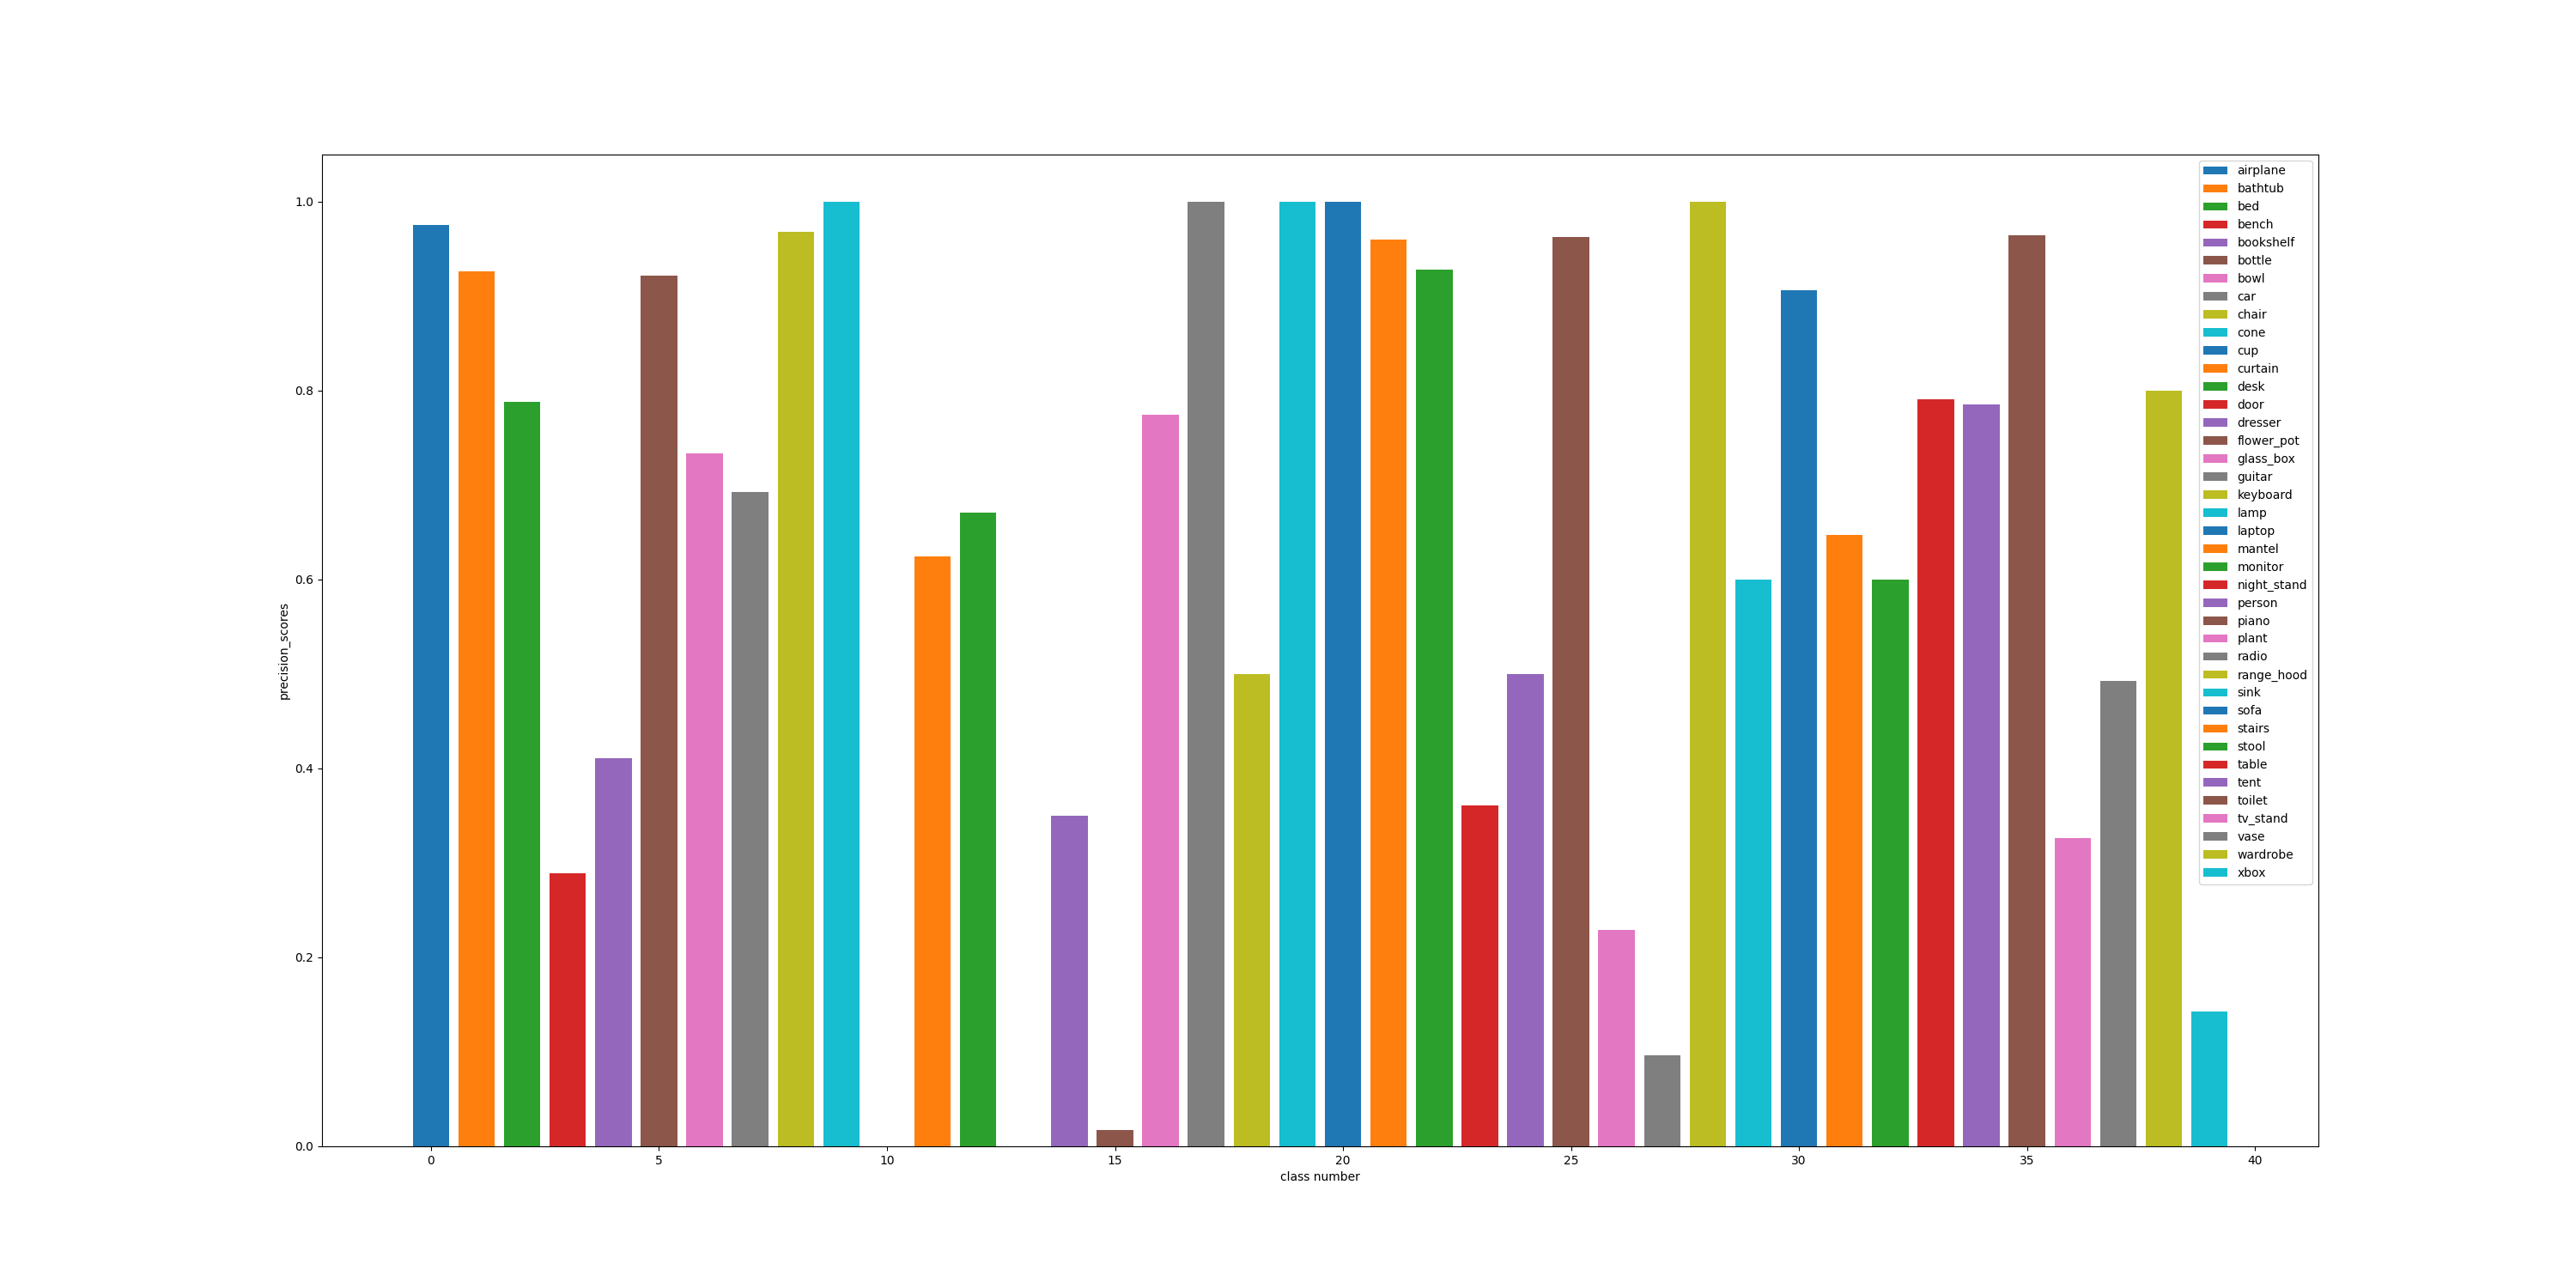 1.0
0.8
0.6
0.4
0.2
0.0
precision_scores
0 5 10 15 20 25 30 35 40
class number
airplane
bathtub
bed
bench
bookshelf
bottle
bowl
car
chair
cone
cup
curtain
desk
door
dresser
flower_pot
glass_box
guitar
keyboard
lamp
laptop
mantel
monitor
night_stand
person
piano
plant
radio
range_hood
sink
sofa
stairs
stool
table
tent
toilet
tv_stand
vase
wardrobe
xbox